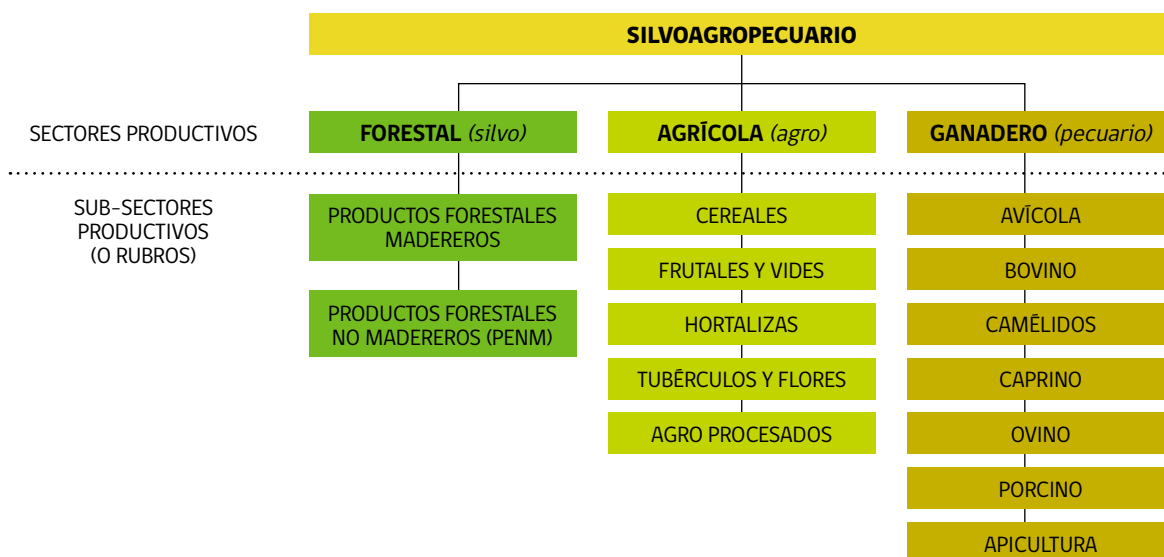 SILVOAGROPECUARIO
SECTORES PRODUCTIVOS
FORESTAL (silvo)
AGRÍCOLA (agro)
GANADERO (pecuario)
SUB-SECTORES
PRODUCTIVOS
(O RUBROS)
PRODUCTOS FORESTALES
MADEREROS
PRODUCTOS FORESTALES
NO MADEREROS (PENM)
CEREALES
FRUTALES Y VIDES
HORTALIZAS
TUBÉRCULOS Y FLORES
AGRO PROCESADOS
AVÍCOLA
BOVINO
CAMÉLIDOS
CAPRINO
OVINO
PORCINO
APICULTURA